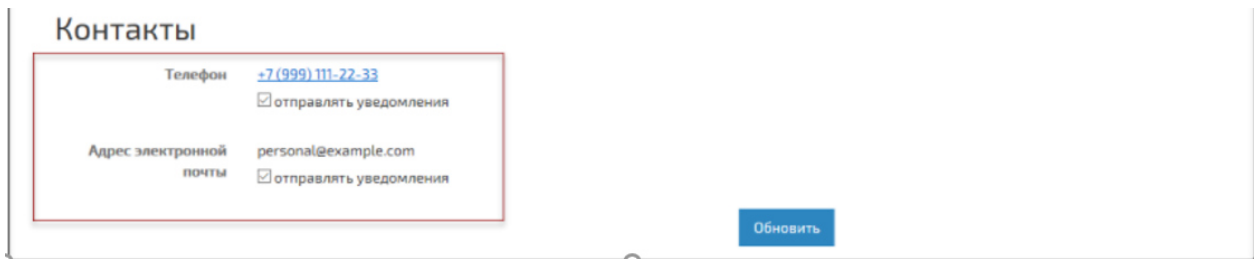 Контакты
Телефон +7 (999) 111-22-33
отправлять уведомления
Адрес электронной personal@example.com
почты отправлять уведомления
Обновить